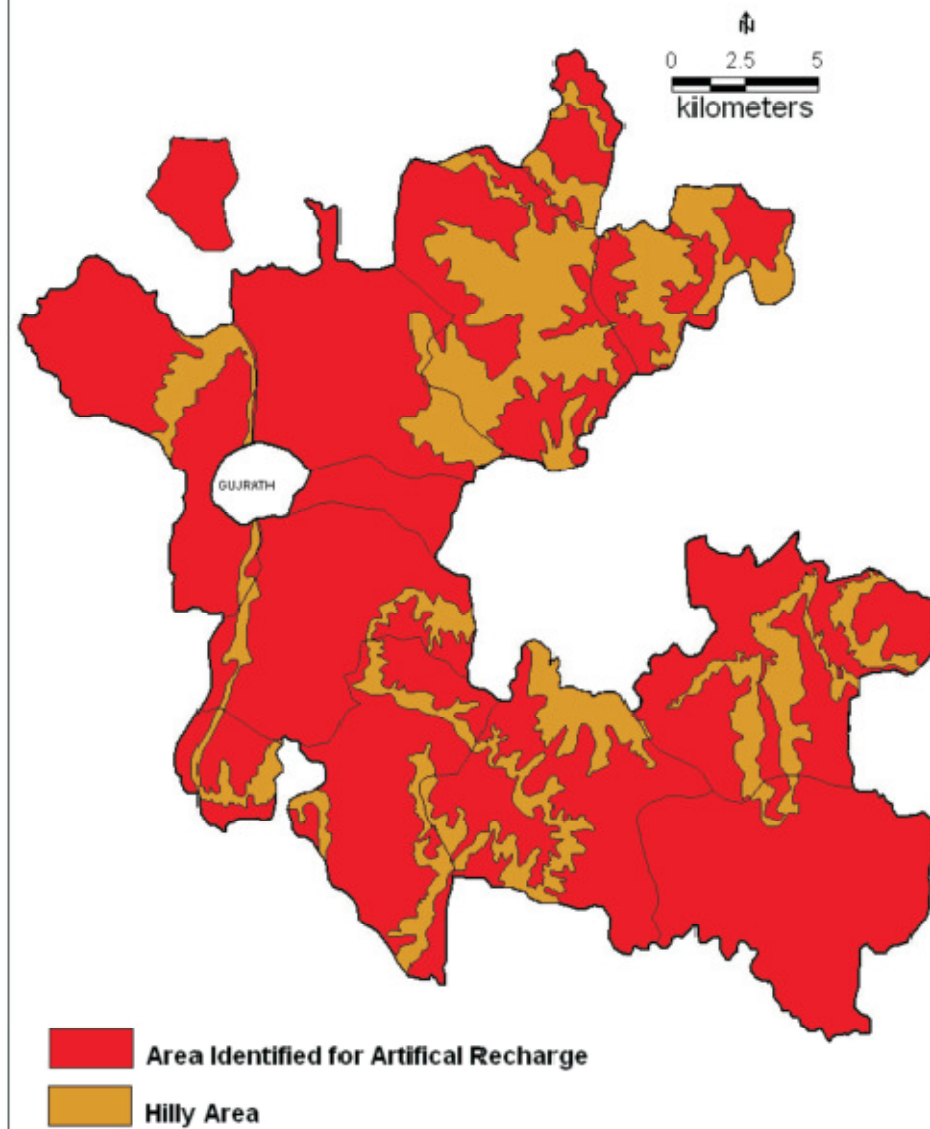 N
0 2.5 5
kilometers
GUJRATH
Area Identified for Artifical Recharge
Hilly Area